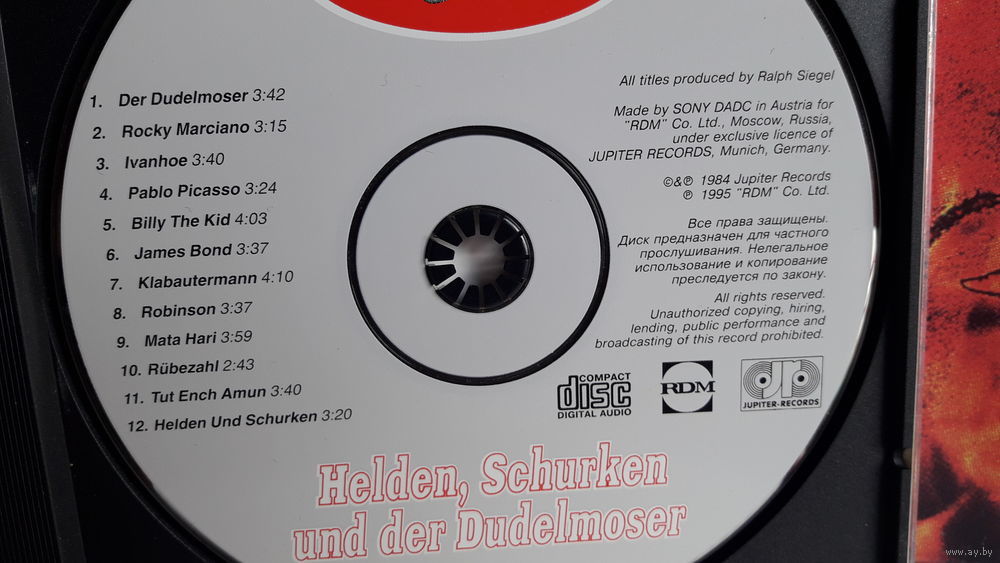 1. Der Dudelmoser 3:42
2. Rocky Marciano 3:15
3. Ivanhoe 3:40
4. Pablo Picasso 3:24
5. Billy The Kid 4:03
6. James Bond 3:37
7. Klabautermann 4:10
8. Robinson 3:37
9. Mata Hari 3:59
10. Rübezahl 2:43
11. Tut Ench Amun 3:40
12. Helden Und Schurken 3:20
All titles produced by Ralph Siegel
Made by SONY DADC in Austria for
"RDM" Co. Ltd., Moscow, Russia,
under exclusive licence of
JUPITER RECORDS, Munich, Germany.
©&℗ 1984 Jupiter Records
℗ 1995 "RDM" Co. Ltd.
Все права защищены.
Диск предназначен для частного
прослушивания. Нелегальное
использование и копирование
преследуется по закону.
All rights reserved.
Unauthorized copying, hiring,
lending, public performance and
broadcasting of this record prohibited.
COMPACT
disc
DIGITAL AUDIO
RDM
JUPITER-RECORDS
Helden, Schurken
und der Dudelmoser
www.ay.by